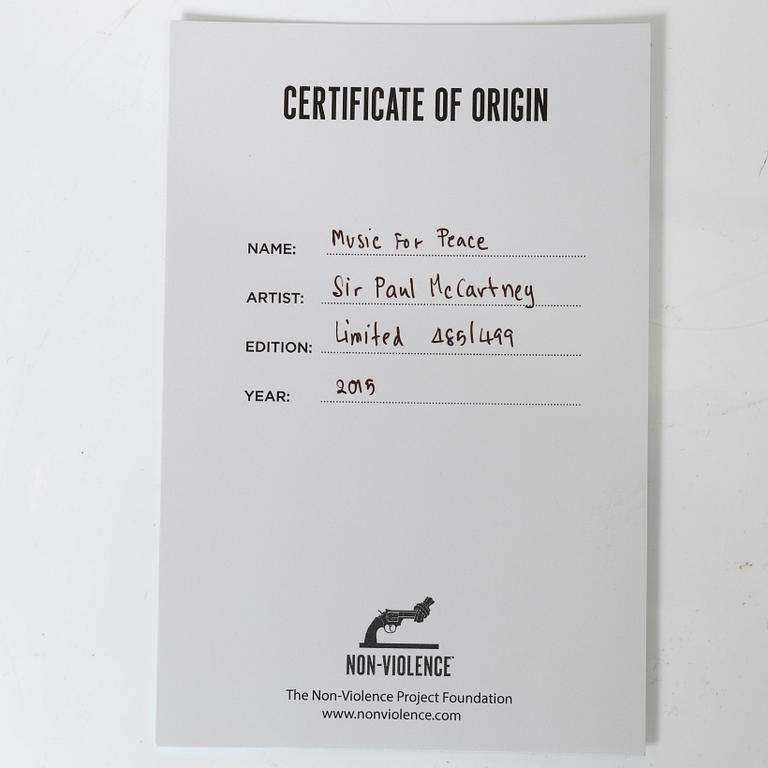 CERTIFICATE OF ORIGIN
NAME: Music For Peace
ARTIST: Sir Paul McCartney
EDITION: Limited 485/499
YEAR: 2015
NON-VIOLENCE
The Non-Violence Project Foundation
www.nonviolence.com